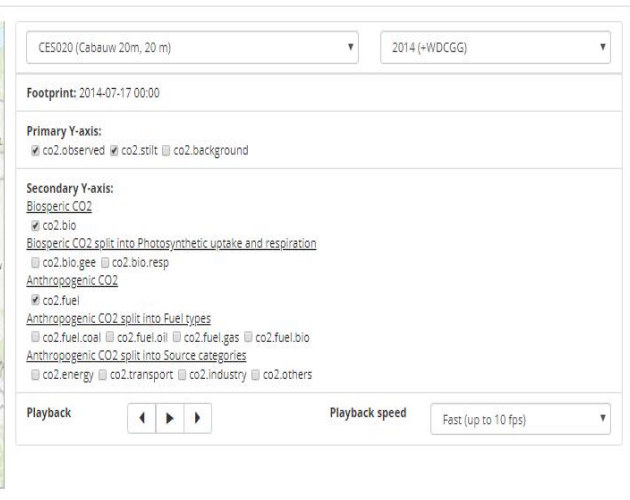 CES020 (Cabauw 20m, 20 m) 2014 (+WDCGG)
Footprint: 2014-07-17 00:00
Primary Y-axis:
co2.observed co2.stilt co2.background
Secondary Y-axis:
Biosperic CO2
co2.bio
Biosperic CO2 split into Photosynthetic uptake and respiration
co2.bio.gee co2.bio.resp
Anthropogenic CO2
co2.fuel
Anthropogenic CO2 split into Fuel types
co2.fuel.coal co2.fuel.oil co2.fuel.gas co2.fuel.bio
Anthropogenic CO2 split into Source categories
co2.energy co2.transport co2.industry co2.others
Playback Playback speed Fast (up to 10 fps)